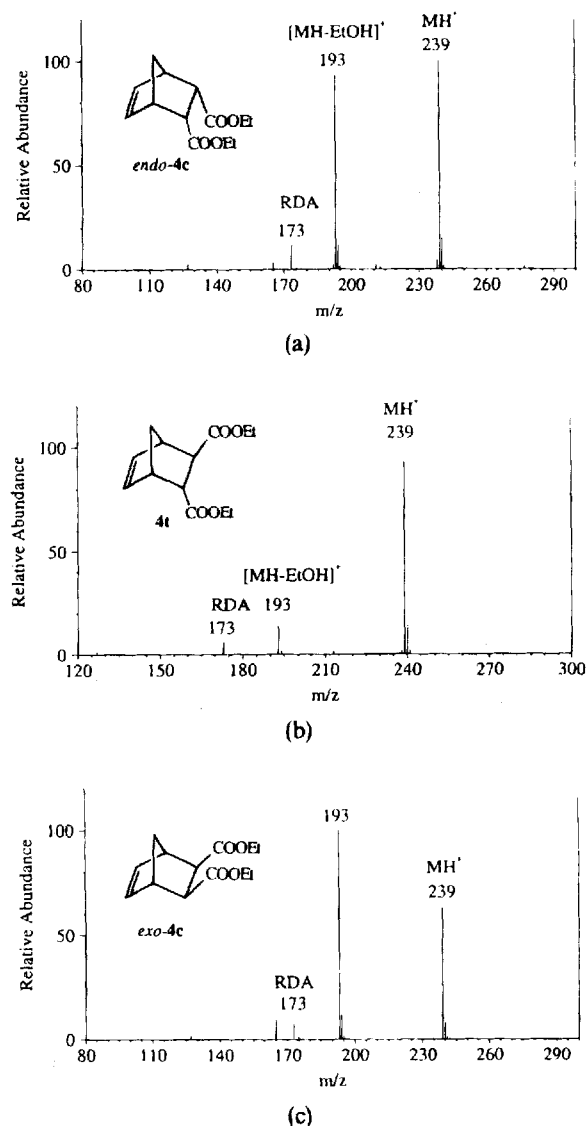 [MH-EtOH]⁺ MH⁺
193 239
100
COOEt
COOEt
endo-4c
50
RDA
173
0
80 110 140 170 200 230 260 290
m/z
Relative Abundance
(a)
MH⁺
239
100
COOEt
COOEt
4t
50
[MH-EtOH]⁺
RDA 193
173
0
120 150 180 210 240 270 300
m/z
Relative Abundance
(b)
193
100
COOEt
COOEt
exo-4c
MH⁺
239
50
RDA
173
0
80 110 140 170 200 230 260 290
m/z
Relative Abundance
(c)